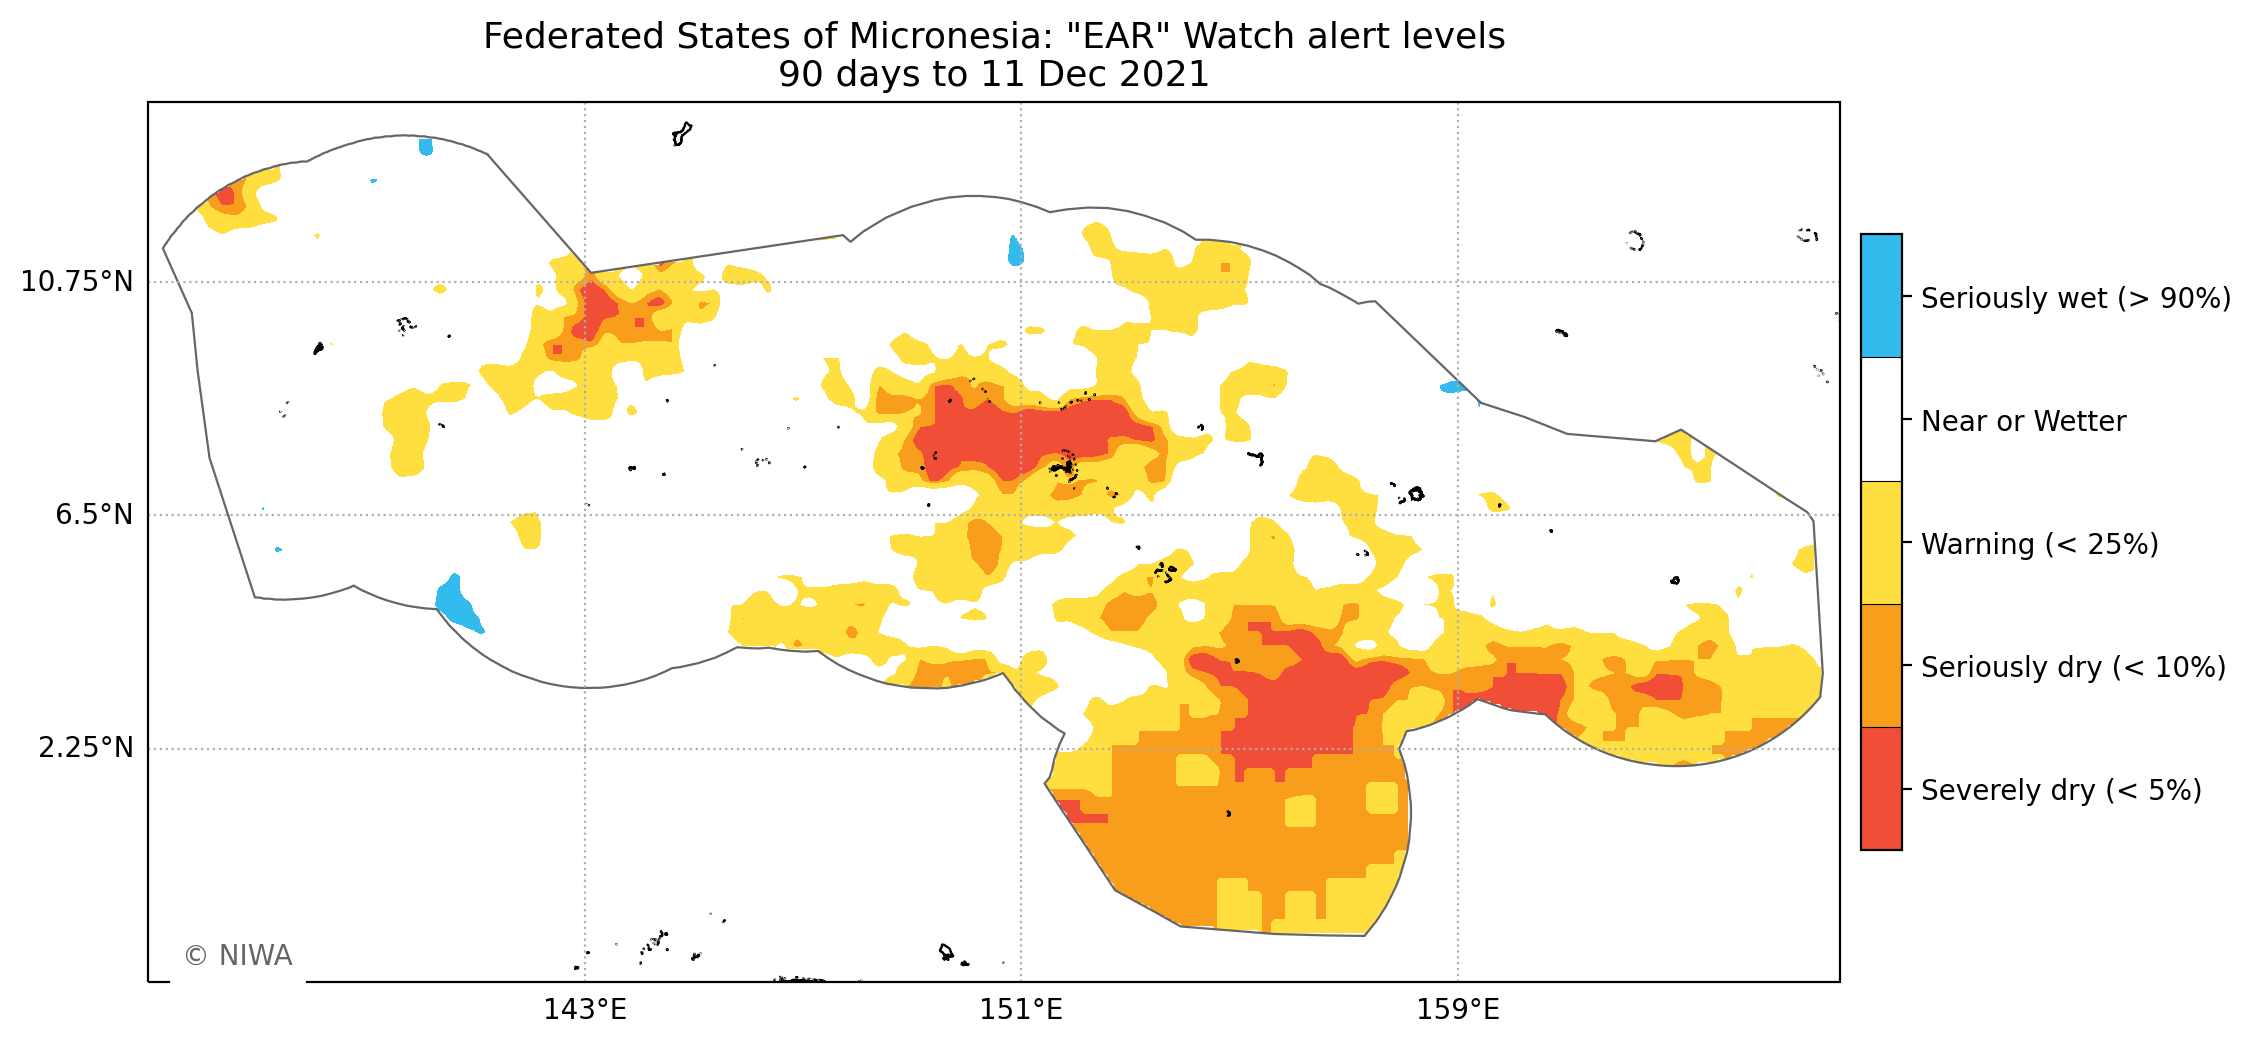 Federated States of Micronesia: "EAR" Watch alert levels
90 days to 11 Dec 2021
10.75°N
6.5°N
2.25°N
143°E
151°E
159°E
© NIWA
Seriously wet (> 90%)
Near or Wetter
Warning (< 25%)
Seriously dry (< 10%)
Severely dry (< 5%)